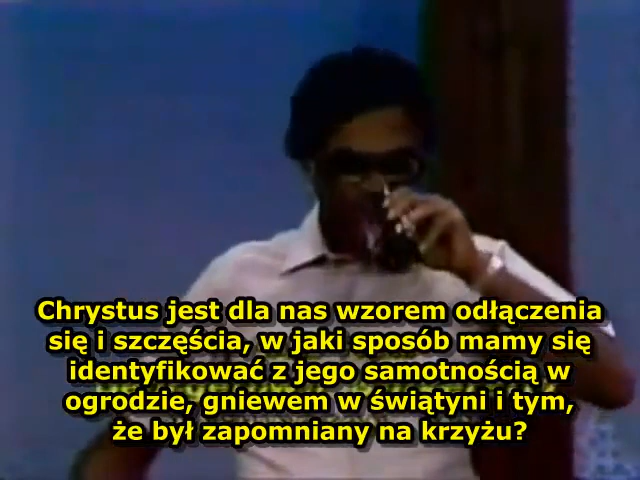 Chrystus jest dla nas wzorem odłączenia
się i szczęścia, w jaki sposób mamy się
identyfikować z jego samotnością w
ogrodzie, gniewem w świątyni i tym,
że był zapomniany na krzyżu?